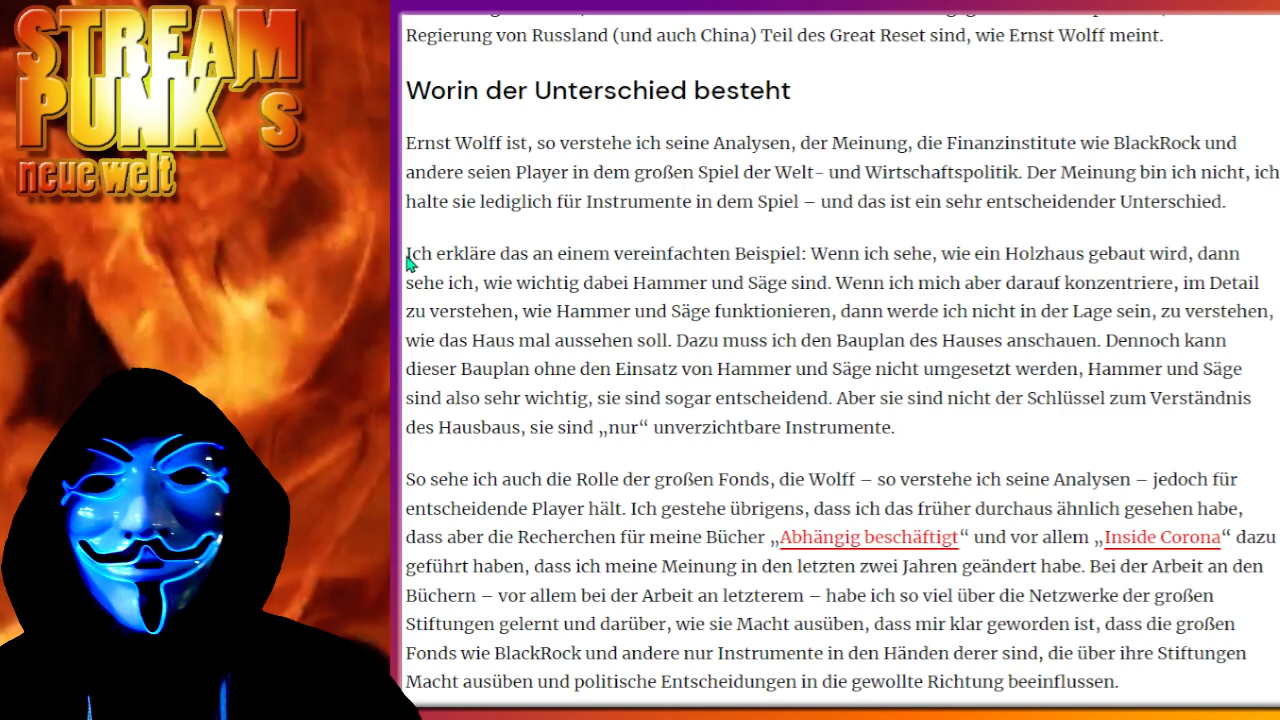 STREAM
PUNK´s
neue welt
Regierung von Russland (und auch China) Teil des Great Reset sind, wie Ernst Wolff meint.
Worin der Unterschied besteht
Ernst Wolff ist, so verstehe ich seine Analysen, der Meinung, die Finanzinstitute wie BlackRock und
andere seien Player in dem großen Spiel der Welt- und Wirtschaftspolitik. Der Meinung bin ich nicht, ich
halte sie lediglich für Instrumente in dem Spiel – und das ist ein sehr entscheidender Unterschied.
Ich erkläre das an einem vereinfachten Beispiel: Wenn ich sehe, wie ein Holzhaus gebaut wird, dann
sehe ich, wie wichtig dabei Hammer und Säge sind. Wenn ich mich aber darauf konzentriere, im Detail
zu verstehen, wie Hammer und Säge funktionieren, dann werde ich nicht in der Lage sein, zu verstehen,
wie das Haus mal aussehen soll. Dazu muss ich den Bauplan des Hauses anschauen. Dennoch kann
dieser Bauplan ohne den Einsatz von Hammer und Säge nicht umgesetzt werden, Hammer und Säge
sind also sehr wichtig, sie sind sogar entscheidend. Aber sie sind nicht der Schlüssel zum Verständnis
des Hausbaus, sie sind „nur“ unverzichtbare Instrumente.
So sehe ich auch die Rolle der großen Fonds, die Wolff – so verstehe ich seine Analysen – jedoch für
entscheidende Player hält. Ich gestehe übrigens, dass ich das früher durchaus ähnlich gesehen habe,
dass aber die Recherchen für meine Bücher „Abhängig beschäftigt“ und vor allem „Inside Corona“ dazu
geführt haben, dass ich meine Meinung in den letzten zwei Jahren geändert habe. Bei der Arbeit an den
Büchern – vor allem bei der Arbeit an letzterem – habe ich so viel über die Netzwerke der großen
Stiftungen gelernt und darüber, wie sie Macht ausüben, dass mir klar geworden ist, dass die großen
Fonds wie BlackRock und andere nur Instrumente in den Händen derer sind, die über ihre Stiftungen
Macht ausüben und politische Entscheidungen in die gewollte Richtung beeinflussen.